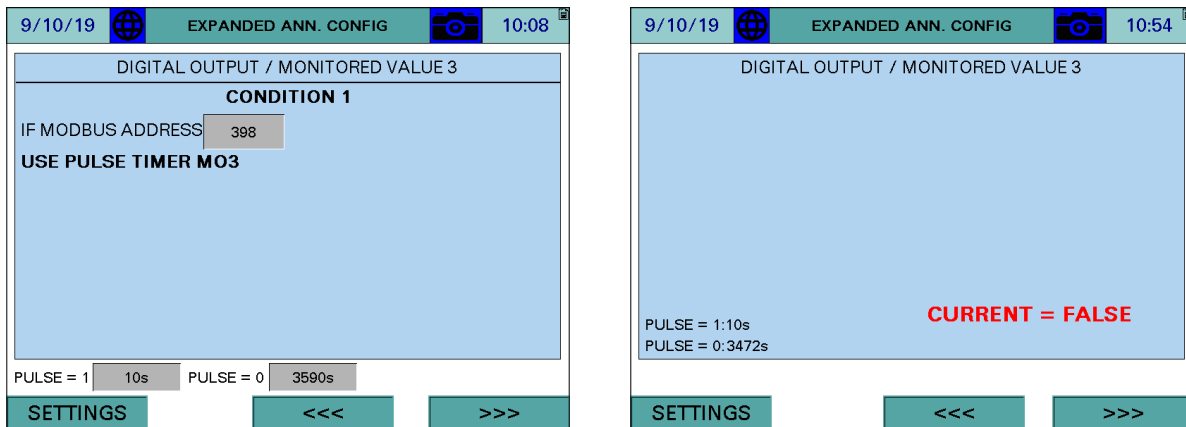 9/10/19 EXPANDED ANN. CONFIG 10:08
DIGITAL OUTPUT / MONITORED VALUE 3
CONDITION 1
IF MODBUS ADDRESS 398
USE PULSE TIMER MO3
PULSE = 1 10s PULSE = 0 3590s
SETTINGS <<< >>>
9/10/19 EXPANDED ANN. CONFIG 10:54
DIGITAL OUTPUT / MONITORED VALUE 3
CURRENT = FALSE
PULSE = 1:10s
PULSE = 0:3472s
SETTINGS <<< >>>